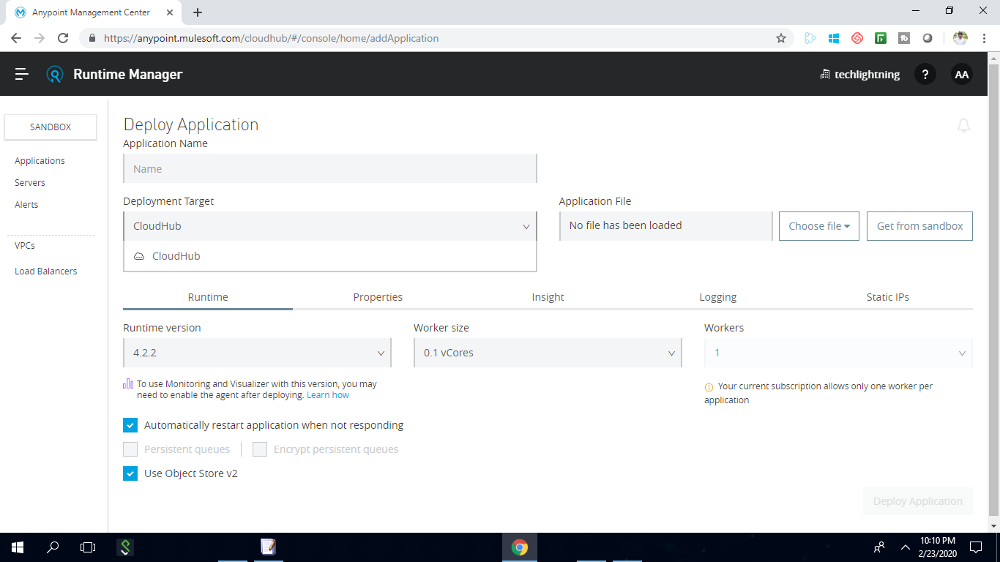 Anypoint Management Center
https://anypoint.mulesoft.com/cloudhub/#/console/home/addApplication
Runtime Manager
techlightning
?
AA
SANDBOX
Applications
Servers
Alerts
VPCs
Load Balancers
Deploy Application
Application Name
Name
Deployment Target
CloudHub
CloudHub
Application File
No file has been loaded
Choose file
Get from sandbox
Runtime
Properties
Insight
Logging
Static IPs
Runtime version
4.2.2
To use Monitoring and Visualizer with this version, you may
need to enable the agent after deploying. Learn how
Worker size
0.1 vCores
Workers
1
Your current subscription allows only one worker per
application
Automatically restart application when not responding
Persistent queues
Encrypt persistent queues
Use Object Store v2
Deploy Application
10:10 PM
2/23/2020